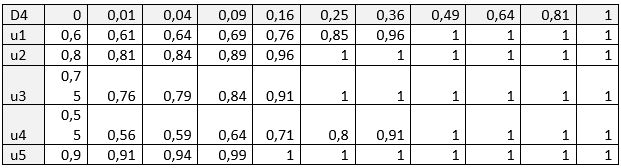 D4 0 0,01 0,04 0,09 0,16 0,25 0,36 0,49 0,64 0,81 1
u1 0,6 0,61 0,64 0,69 0,76 0,85 0,96 1 1 1 1
u2 0,8 0,81 0,84 0,89 0,96 1 1 1 1 1 1
0,7
u3 5 0,76 0,79 0,84 0,91 1 1 1 1 1 1
0,5
u4 5 0,56 0,59 0,64 0,71 0,8 0,91 1 1 1 1
u5 0,9 0,91 0,94 0,99 1 1 1 1 1 1 1